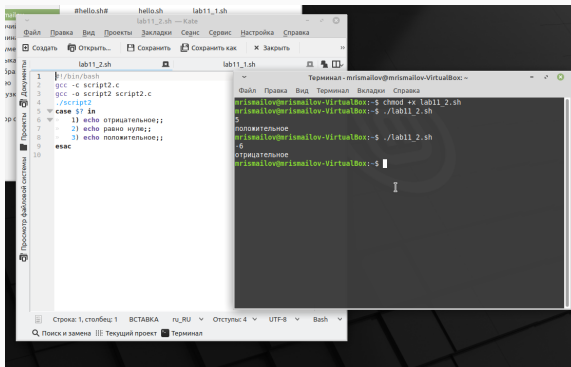 #hello.sh# hello.sh lab11_1.sh
lab11_2.sh — Kate
Файл Правка Вид Проекты Закладки Сеанс Сервис Настройка Справка
Создать Открыть... Сохранить Сохранить как Закрыть
lab11_2.sh lab11_1.sh
Документы
Проекты
Просмотр файловой системы
1 #!/bin/bash
2 gcc -c script2.c
3 gcc -o script2 script2.c
4 ./script2
5 case $? in
6 1) echo отрицательное;;
7 2) echo равно нулю;;
8 3) echo положительное;;
9 esac
10
Строка: 1, столбец: 1 ВСТАВКА ru_RU Отступы: 4 UTF-8 Bash
Поиск и замена Текущий проект Терминал
Терминал - mrismailov@mrismailov-VirtualBox: ~
Файл Правка Вид Терминал Вкладки Справка
mrismailov@mrismailov-VirtualBox:~$ chmod +x lab11_2.sh
mrismailov@mrismailov-VirtualBox:~$ ./lab11_2.sh
5
положительное
mrismailov@mrismailov-VirtualBox:~$ ./lab11_2.sh
-6
отрицательное
mrismailov@mrismailov-VirtualBox:~$